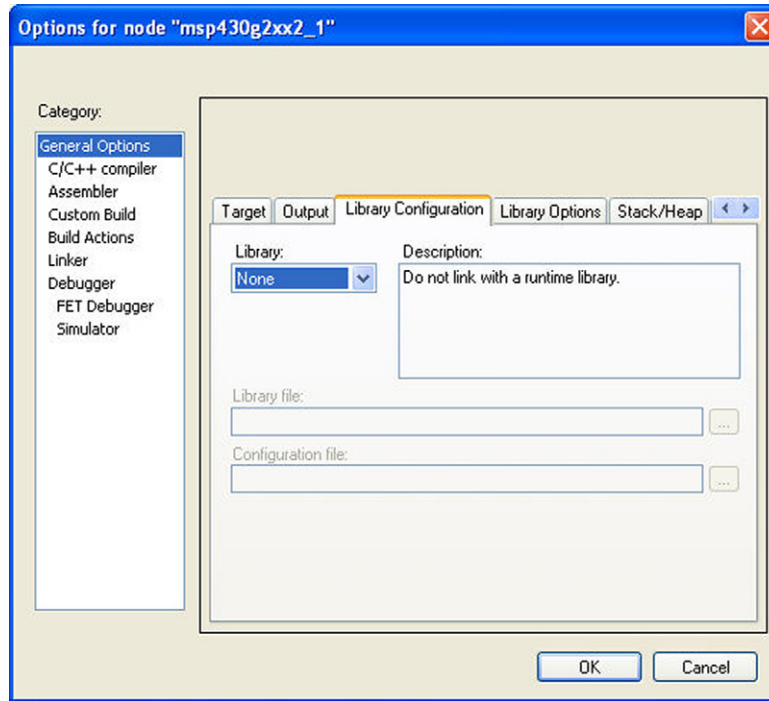 Options for node "msp430g2xx2_1"
Category:
General Options
C/C++ compiler
Assembler
Custom Build
Build Actions
Linker
Debugger
FET Debugger
Simulator
Target Output Library Configuration Library Options Stack/Heap
Library: Description:
None Do not link with a runtime library.
Library file:
...
Configuration file:
...
OK Cancel